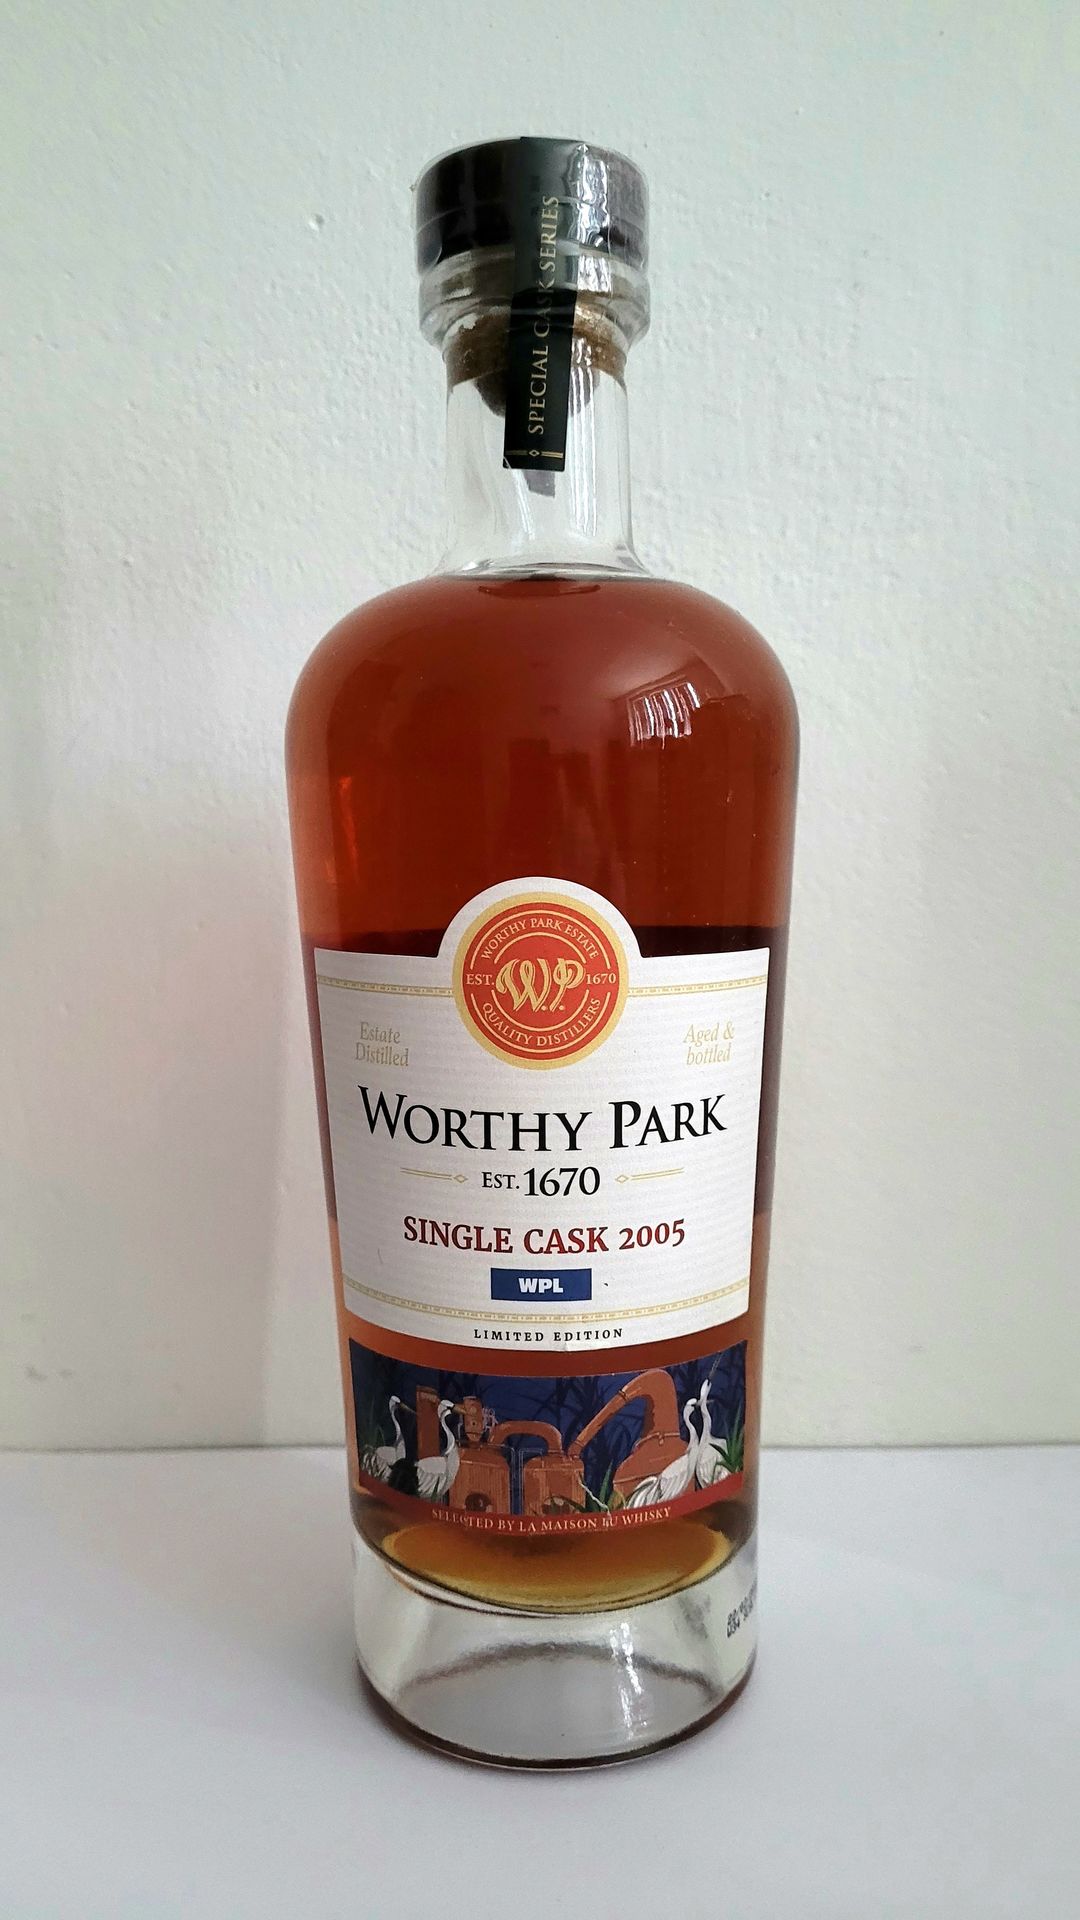 SPECIAL CASK SERIES
WORTHY PARK ESTATE
EST. W.P. 1670
QUALITY DISTILLERS
Estate
Distilled
Aged &
bottled
WORTHY PARK
EST. 1670
SINGLE CASK 2005
WPL
LIMITED EDITION
SELECTED BY LA MAISON DU WHISKY